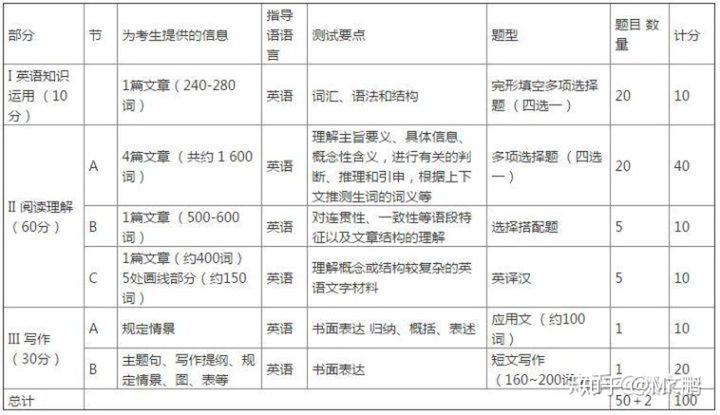 部分 节 为考生提供的信息 指导语语言 测试要点 题型 题目 数量 计分
I 英语知识运用 （10分） 1篇文章（240-280词） 英语 词汇、语法和结构 完形填空多项选择题 （四选一） 20 10
II 阅读理解（60分） A 4篇文章 （共约 1 600词） 英语 理解主旨要义、具体信息、概念性含义，进行有关的判断、推理和引申，根据上下文推测生词的词义等 多项选择题 （四选一） 20 40
B 1篇文章 （500-600词） 英语 对连贯性、一致性等语段特征以及文章结构的理解 选择搭配题 5 10
C 1篇文章（约400词）5处画线部分（约150词） 英语 理解概念或结构较复杂的英语文字材料 英译汉 5 10
III 写作（30分） A 规定情景 英语 书面表达 归纳、概括、表述 应用文 （约100词） 1 10
B 主题句、写作提纲、规定情景、图、表等 英语 书面表达 短文写作（160~200词 1 20
总计 50＋2 100
知乎 @Mr鹏